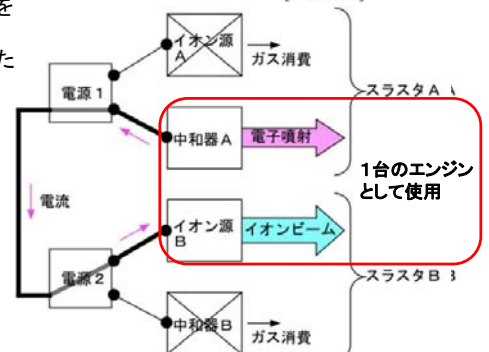 を
た
イオン源
A
ガス消費
電源1
スラスタA
中和器A
電子噴射
1台のエンジン
として使用
電流
イオン源
B
イオンビーム
電源2
スラスタB
中和器B
ガス消費